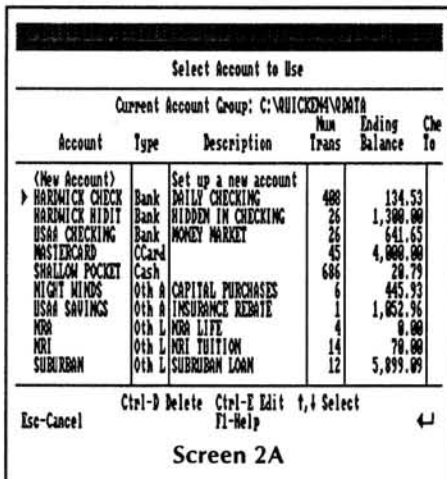 Select Account to Use
Current Account Group: C:\QUICKEN4\QDATA
Num Ending Che
Account Type Description Trans Balance To
<New Account> Set up a new account
HARDWICK CHECK Bank DAILY CHECKING 408 134.53
HARDWICK HIDIT Bank HIDDEN IN CHECKING 26 1,300.00
USAA CHECKING Bank MONEY MARKET 26 641.65
MASTERCARD CCard 45 4,000.00
SHALLOW POCKET Cash 686 20.79
NIGHT WINDS Oth A CAPITAL PURCHASES 6 445.93
USAA SAVINGS Oth A INSURANCE REBATE 1 1,052.96
MRA Oth L MRA LIFE 4 0.00
NRI Oth L NRI TUITION 14 70.00
SUBURBAN Oth L SUBRUBAN LOAN 12 5,899.09
Ctrl-D Delete Ctrl-E Edit ↑,↓ Select
Esc-Cancel F1-Help ↵
Screen 2A